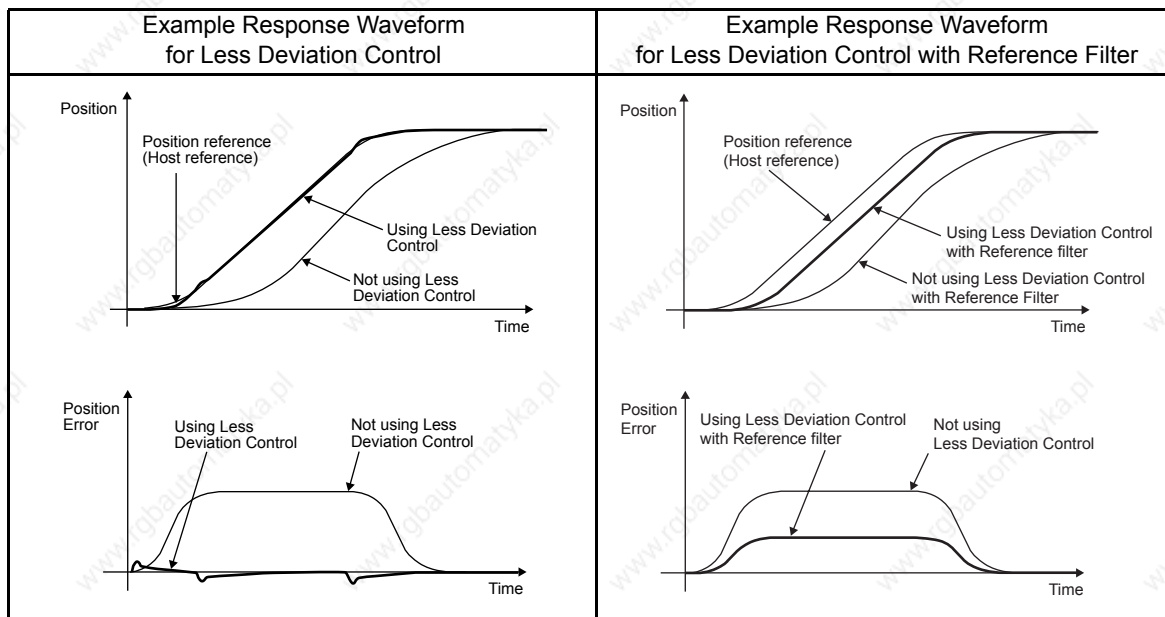 Example Response Waveform
for Less Deviation Control
Position
Position reference
(Host reference)
Using Less Deviation
Control
Not using Less
Deviation Control
Time
Position
Error
Using Less
Deviation Control
Not using Less
Deviation Control
Time
Example Response Waveform
for Less Deviation Control with Reference Filter
Position
Position reference
(Host reference)
Using Less Deviation Control
with Reference filter
Not using Less Deviation Control
with Reference Filter
Time
Position
Error
Using Less Deviation Control
with Reference filter
Not using
Less Deviation Control
Time
www.rgbautomatyka.pl